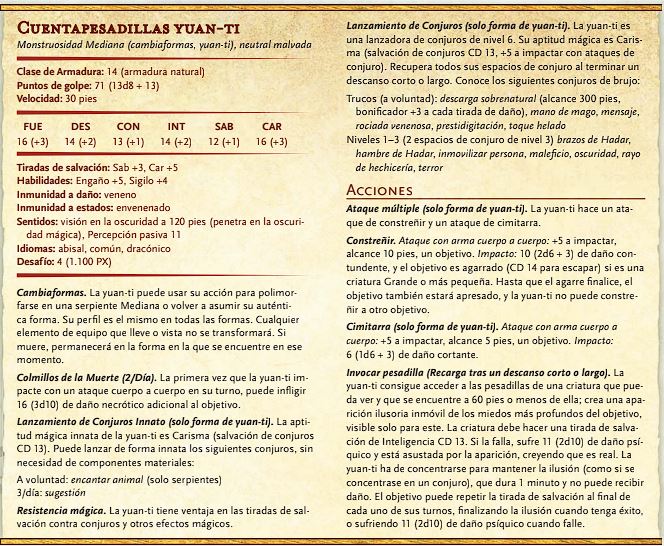 Cuentapesadillas yuan-ti
Monstruosidad Mediana (cambiaformas, yuan-ti), neutral malvada
Clase de Armadura: 14 (armadura natural)
Puntos de golpe: 71 (13d8 + 13)
Velocidad: 30 pies
FUE DES CON INT SAB CAR
16 (+3) 14 (+2) 13 (+1) 14 (+2) 12 (+1) 16 (+3)
Tiradas de salvación: Sab +3, Car +5
Habilidades: Engaño +5, Sigilo +4
Inmunidad a daño: veneno
Inmunidad a estados: envenenado
Sentidos: visión en la oscuridad a 120 pies (penetra en la oscuri-
dad mágica), Percepción pasiva 11
Idiomas: abisal, común, dracónico
Desafío: 4 (1.100 PX)
Cambiaformas. La yuan-ti puede usar su acción para polimor-
farse en una serpiente Mediana o volver a asumir su auténti-
ca forma. Su perfil es el mismo en todas las formas. Cualquier
elemento de equipo que lleve o vista no se transformará. Si
muere, permanecerá en la forma en la que se encuentre en ese
momento.
Colmillos de la Muerte (2/Día). La primera vez que la yuan-ti im-
pacte con un ataque cuerpo a cuerpo en su turno, puede infligir
16 (3d10) de daño necrótico adicional al objetivo.
Lanzamiento de Conjuros Innato (solo forma de yuan-ti). La apti-
tud mágica innata de la yuan-ti es Carisma (salvación de conjuros
CD 13). Puede lanzar de forma innata los siguientes conjuros, sin
necesidad de componentes materiales:
A voluntad: encantar animal (solo serpientes)
3/día: sugestión
Resistencia mágica. La yuan-ti tiene ventaja en las tiradas de sal-
vación contra conjuros y otros efectos mágicos.
Lanzamiento de Conjuros (solo forma de yuan-ti). La yuan-ti es
una lanzadora de conjuros de nivel 6. Su aptitud mágica es Caris-
ma (salvación de conjuros CD 13, +5 a impactar con ataques de
conjuro). Recupera todos sus espacios de conjuro al terminar un
descanso corto o largo. Conoce los siguientes conjuros de brujo:
Trucos (a voluntad): descarga sobrenatural (alcance 300 pies,
bonificador +3 a cada tirada de daño), mano de mago, mensaje,
rociada venenosa, prestidigitación, toque helado
Niveles 1–3 (2 espacios de conjuro de nivel 3) brazos de Hadar,
hambre de Hadar, inmovilizar persona, maleficio, oscuridad, rayo
de hechicería, terror
Acciones
Ataque múltiple (solo forma de yuan-ti). La yuan-ti hace un ata-
que de constreñir y un ataque de cimitarra.
Constreñir. Ataque con arma cuerpo a cuerpo: +5 a impactar,
alcance 10 pies, un objetivo. Impacto: 10 (2d6 + 3) de daño con-
tundente, y el objetivo es agarrado (CD 14 para escapar) si es una
criatura Grande o más pequeña. Hasta que el agarre finalice, el
objetivo también estará apresado, y la yuan-ti no puede constre-
ñir a otro objetivo.
Cimitarra (solo forma de yuan-ti). Ataque con arma cuerpo a
cuerpo: +5 a impactar, alcance 5 pies, un objetivo. Impacto:
6 (1d6 + 3) de daño cortante.
Invocar pesadilla (Recarga tras un descanso corto o largo). La
yuan-ti consigue acceder a las pesadillas de una criatura que pue-
da ver y que se encuentre a 60 pies o menos de ella; crea una apa-
rición ilusoria inmóvil de los miedos más profundos del objetivo,
visible solo para este. La criatura debe hacer una tirada de salva-
ción de Inteligencia CD 13. Si la falla, sufre 11 (2d10) de daño psí-
quico y está asustada por la aparición, creyendo que es real. La
yuan-ti ha de concentrarse para mantener la ilusión (como si se
concentrase en un conjuro), que dura 1 minuto y no puede recibir
daño. El objetivo puede repetir la tirada de salvación al final de
cada uno de sus turnos, finalizando la ilusión cuando tenga éxito,
o sufriendo 11 (2d10) de daño psíquico cuando falle.